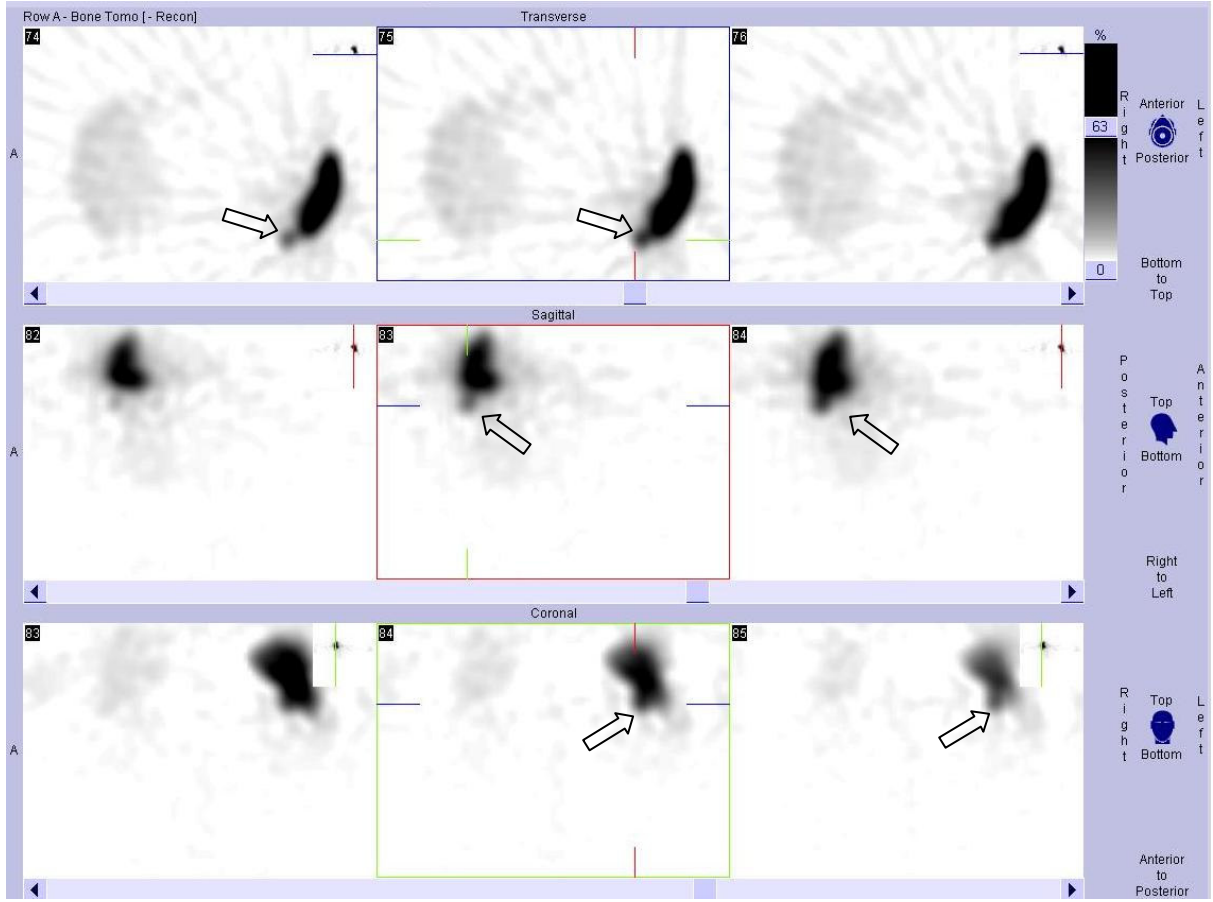 Row A - Bone Tomo [ - Recon]
Transverse
74
75
76
%
63
0
A
Right
Anterior
Posterior
Left
Bottom
to
Top
Sagittal
82
83
84
A
Posterior
Top
Bottom
Anterior
Right
to
Left
Coronal
83
84
85
A
Right
Top
Bottom
Left
Anterior
to
Posterior